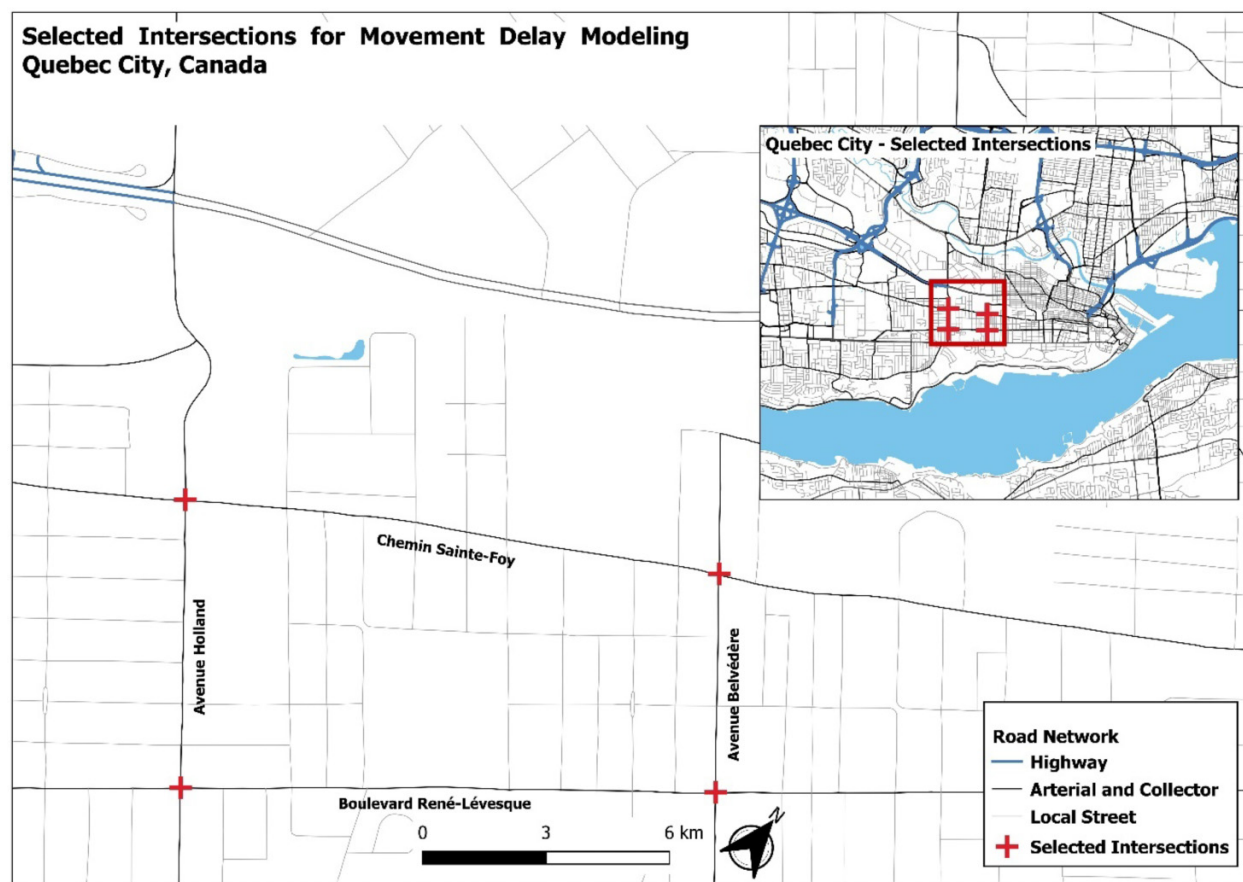 Selected Intersections for Movement Delay Modeling
Quebec City, Canada
Quebec City - Selected Intersections
Chemin Sainte-Foy
Avenue Holland
Avenue Belvédère
Boulevard René-Lévesque
0 3 6 km
N
Road Network
Highway
Arterial and Collector
Local Street
Selected Intersections